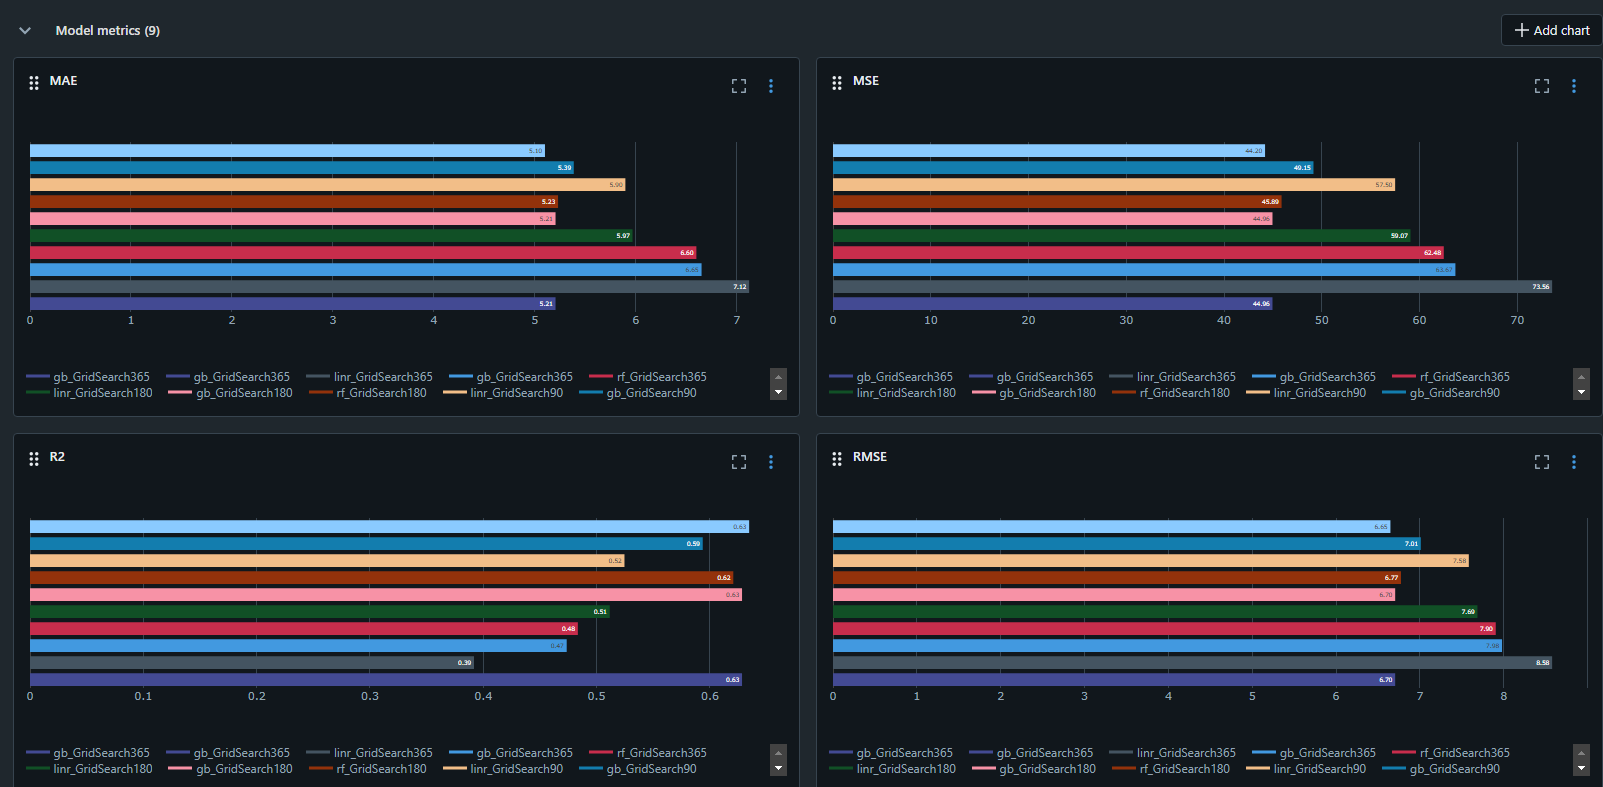 Model metrics (9)
Add chart
MAE
5.10
5.39
5.90
5.23
5.21
5.97
6.60
6.65
7.12
5.21
0 1 2 3 4 5 6 7
gb_GridSearch365 gb_GridSearch365 linr_GridSearch365 gb_GridSearch365 rf_GridSearch365
linr_GridSearch180 gb_GridSearch180 rf_GridSearch180 linr_GridSearch90 gb_GridSearch90
MSE
44.20
49.15
57.50
45.89
44.96
59.07
62.48
63.67
73.56
44.96
0 10 20 30 40 50 60 70
gb_GridSearch365 gb_GridSearch365 linr_GridSearch365 gb_GridSearch365 rf_GridSearch365
linr_GridSearch180 gb_GridSearch180 rf_GridSearch180 linr_GridSearch90 gb_GridSearch90
R2
0.63
0.59
0.52
0.62
0.63
0.51
0.48
0.47
0.39
0.63
0 0.1 0.2 0.3 0.4 0.5 0.6
gb_GridSearch365 gb_GridSearch365 linr_GridSearch365 gb_GridSearch365 rf_GridSearch365
linr_GridSearch180 gb_GridSearch180 rf_GridSearch180 linr_GridSearch90 gb_GridSearch90
RMSE
6.65
7.01
7.58
6.77
6.70
7.69
7.90
7.98
8.58
6.70
0 1 2 3 4 5 6 7 8
gb_GridSearch365 gb_GridSearch365 linr_GridSearch365 gb_GridSearch365 rf_GridSearch365
linr_GridSearch180 gb_GridSearch180 rf_GridSearch180 linr_GridSearch90 gb_GridSearch90